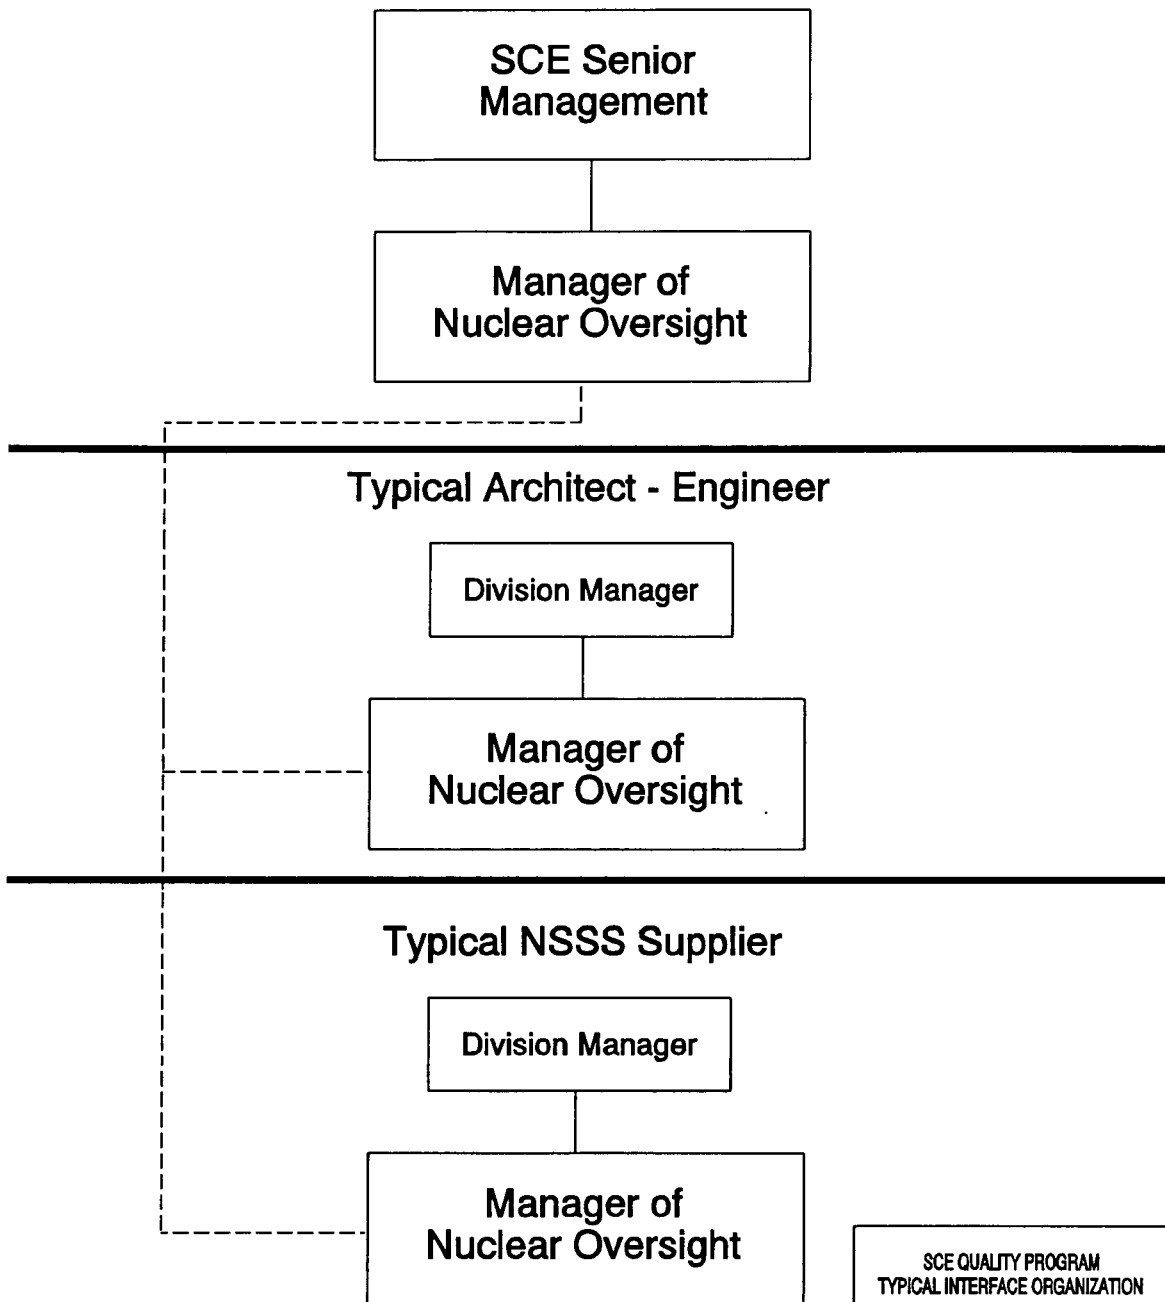 SCE Senior
Management
Manager of
Nuclear Oversight
Typical Architect - Engineer
Division Manager
Manager of
Nuclear Oversight
Typical NSSS Supplier
Division Manager
Manager of
Nuclear Oversight
SCE QUALITY PROGRAM
TYPICAL INTERFACE ORGANIZATION